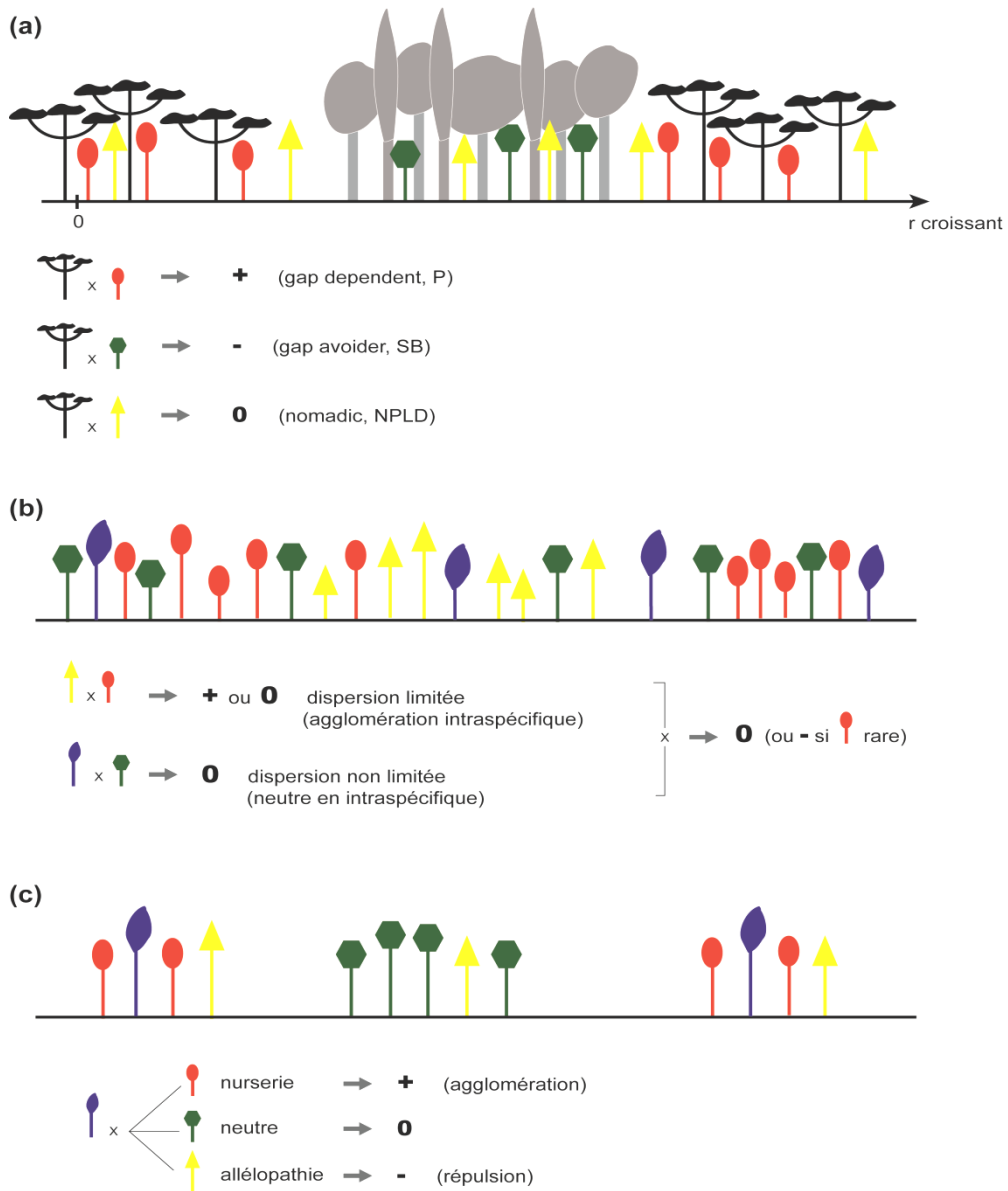 (a)
0
r croissant
x + (gap dependent, P)
x - (gap avoider, SB)
x 0 (nomadic, NPLD)
(b)
x + ou 0 dispersion limitée
(agglomération intraspécifique)
x 0 dispersion non limitée
(neutre en intraspécifique)
x 0 (ou - si rare)
(c)
nurserie + (agglomération)
x neutre 0
allélopathie - (répulsion)